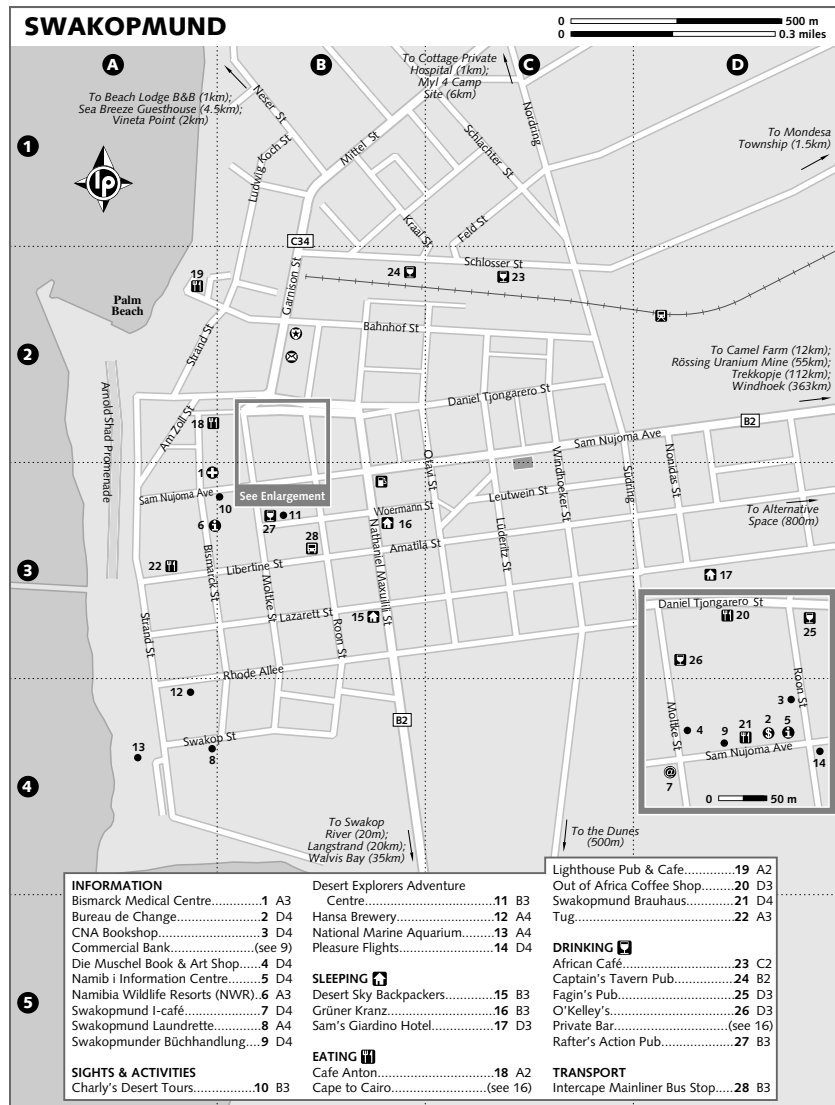 SWAKOPMUND
0 500 m
0 0.3 miles
A
B
C
D
To Beach Lodge B&B (1km);
Sea Breeze Guesthouse (4.5km);
Vineta Point (2km)
To Cottage Private
Hospital (1km);
Myl 4 Camp
Site (6km)
Neser St
Mittel St
Ludwig Koch St
Schlachter St
Nordring
To Mondesa
Township (1.5km)
1
lp
Kraal St
Feld St
C34
Garnison St
Schlosser St
24
23
19
Palm
Beach
Strand St
Bahnhof St
2
To Camel Farm (12km);
Rössing Uranium Mine (55km);
Trekkopje (112km);
Windhoek (363km)
Arnold Shad Promenade
Am Zoll St
Daniel Tjongarero St
B2
18
Sam Nujoma Ave
Otavi St
Windhoeker St
Südring
Nonidas St
1
Sam Nujoma Ave
10
See Enlargement
Leutwein St
Woermann St
To Alternative
Space (800m)
6
27
11
28
16
Nathaniel Maxuilili St
Amatila St
Lüderitz St
3
22
Bismarck St
Libertine St
Moltke St
17
Strand St
Lazarett St
15
Roon St
Rhode Allee
12
B2
Swakop St
13
8
4
Daniel Tjongarero St
20
25
26
Roon St
3
Moltke St
4
9
21
2
5
Sam Nujoma Ave
14
@
7
0 50 m
To Swakop
River (20m);
Langstrand (20km);
Walvis Bay (35km)
To the Dunes
(500m)
5
INFORMATION
Bismarck Medical Centre..............1 A3
Bureau de Change.......................2 D4
CNA Bookshop............................3 D4
Commercial Bank....................(see 9)
Die Muschel Book & Art Shop...4 D4
Namib i Information Centre......5 D4
Namibia Wildlife Resorts (NWR)..6 A3
Swakopmund I-café....................7 D4
Swakopmund Laundrette...........8 A4
Swakopmunder Büchhandlung...9 D4
SIGHTS & ACTIVITIES
Charly's Desert Tours................10 B3
Desert Explorers Adventure
Centre.................................11 B3
Hansa Brewery........................12 A4
National Marine Aquarium.......13 A4
Pleasure Flights.......................14 D4
SLEEPING
Desert Sky Backpackers...........15 B3
Grüner Kranz..........................16 B3
Sam's Giardino Hotel...............17 D3
EATING
Cafe Anton.............................18 A2
Cape to Cairo......................(see 16)
Lighthouse Pub & Cafe............19 A2
Out of Africa Coffee Shop........20 D3
Swakopmund Brauhaus...........21 D4
Tug........................................22 A3
DRINKING
African Café............................23 C2
Captain's Tavern Pub...............24 B2
Fagin's Pub.............................25 D3
O'Kelley's...............................26 D3
Private Bar..........................(see 16)
Rafter's Action Pub..................27 B3
TRANSPORT
Intercape Mainliner Bus Stop.....28 B3